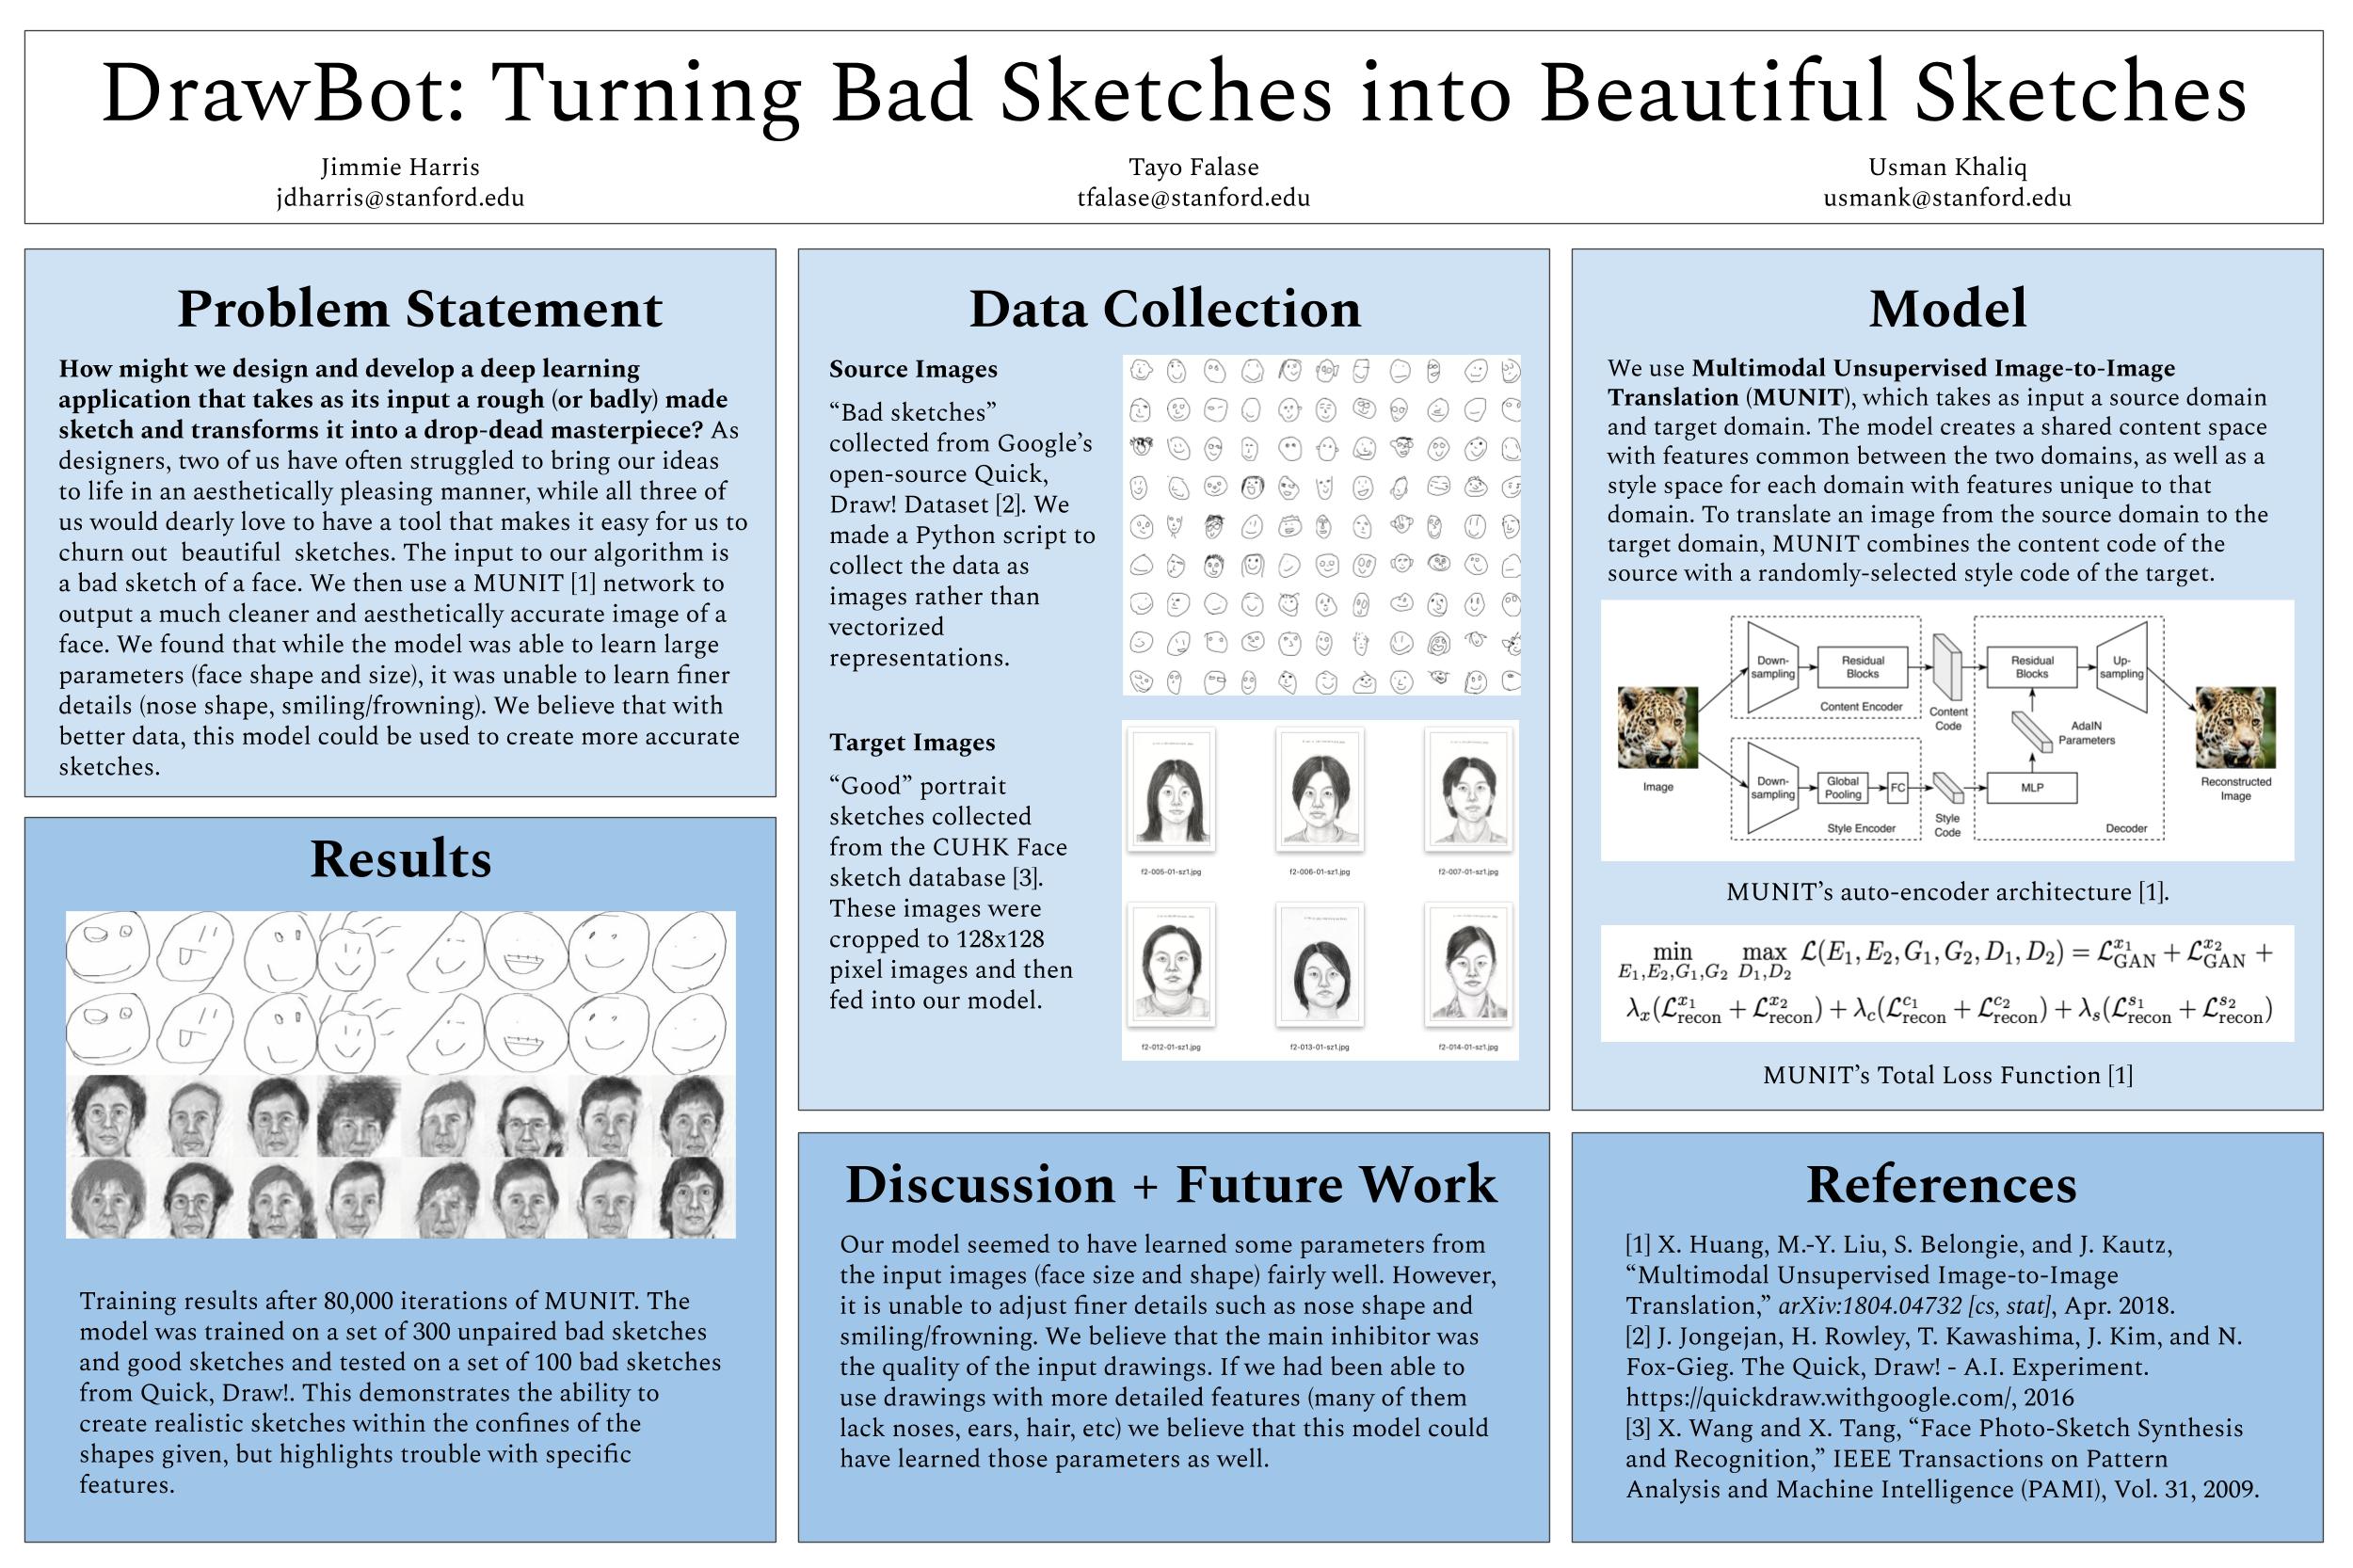 DrawBot: Turning Bad Sketches into Beautiful Sketches
Jimmie Harris
jdharris@stanford.edu
Tayo Falase
tfalase@stanford.edu
Usman Khaliq
usmank@stanford.edu
Problem Statement
How might we design and develop a deep learning
application that takes as its input a rough (or badly) made
sketch and transforms it into a drop-dead masterpiece? As
designers, two of us have often struggled to bring our ideas
to life in an aesthetically pleasing manner, while all three of
us would dearly love to have a tool that makes it easy for us to
churn out beautiful sketches. The input to our algorithm is
a bad sketch of a face. We then use a MUNIT [1] network to
output a much cleaner and aesthetically accurate image of a
face. We found that while the model was able to learn large
parameters (face shape and size), it was unable to learn finer
details (nose shape, smiling/frowning). We believe that with
better data, this model could be used to create more accurate
sketches.
Results
Training results after 80,000 iterations of MUNIT. The
model was trained on a set of 300 unpaired bad sketches
and good sketches and tested on a set of 100 bad sketches
from Quick, Draw!. This demonstrates the ability to
create realistic sketches within the confines of the
shapes given, but highlights trouble with specific
features.
Data Collection
Source Images
“Bad sketches”
collected from Google’s
open-source Quick,
Draw! Dataset [2]. We
made a Python script to
collect the data as
images rather than
vectorized
representations.
Target Images
“Good” portrait
sketches collected
from the CUHK Face
sketch database [3].
These images were
cropped to 128x128
pixel images and then
fed into our model.
f2-005-01-sz1.jpg
f2-006-01-sz1.jpg
f2-007-01-sz1.jpg
f2-012-01-sz1.jpg
f2-013-01-sz1.jpg
f2-014-01-sz1.jpg
Discussion + Future Work
Our model seemed to have learned some parameters from
the input images (face size and shape) fairly well. However,
it is unable to adjust finer details such as nose shape and
smiling/frowning. We believe that the main inhibitor was
the quality of the input drawings. If we had been able to
use drawings with more detailed features (many of them
lack noses, ears, hair, etc) we believe that this model could
have learned those parameters as well.
Model
We use Multimodal Unsupervised Image-to-Image
Translation (MUNIT), which takes as input a source domain
and target domain. The model creates a shared content space
with features common between the two domains, as well as a
style space for each domain with features unique to that
domain. To translate an image from the source domain to the
target domain, MUNIT combines the content code of the
source with a randomly-selected style code of the target.
Image
Down-
sampling
Residual
Blocks
Content Encoder
Content
Code
Down-
sampling
Global
Pooling
FC
Style Encoder
Style
Code
Residual
Blocks
Up-
sampling
AdaIN
Parameters
MLP
Decoder
Reconstructed
Image
MUNIT’s auto-encoder architecture [1].
min_{E_1,E_2,G_1,G_2} max_{D_1,D_2} ℒ(E_1, E_2, G_1, G_2, D_1, D_2) = ℒ^{x_1}_{GAN} + ℒ^{x_2}_{GAN} +
λ_x(ℒ^{x_1}_{recon} + ℒ^{x_2}_{recon}) + λ_c(ℒ^{c_1}_{recon} + ℒ^{c_2}_{recon}) + λ_s(ℒ^{s_1}_{recon} + ℒ^{s_2}_{recon})
MUNIT’s Total Loss Function [1]
References
[1] X. Huang, M.-Y. Liu, S. Belongie, and J. Kautz,
“Multimodal Unsupervised Image-to-Image
Translation,” arXiv:1804.04732 [cs, stat], Apr. 2018.
[2] J. Jongejan, H. Rowley, T. Kawashima, J. Kim, and N.
Fox-Gieg. The Quick, Draw! - A.I. Experiment.
https://quickdraw.withgoogle.com/, 2016
[3] X. Wang and X. Tang, “Face Photo-Sketch Synthesis
and Recognition,” IEEE Transactions on Pattern
Analysis and Machine Intelligence (PAMI), Vol. 31, 2009.